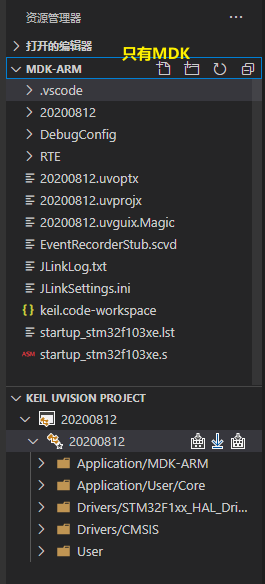 资源管理器
打开的编辑器
只有MDK
MDK-ARM
.vscode
20200812
DebugConfig
RTE
20200812.uvoptx
20200812.uvprojx
20200812.uvguix.Magic
EventRecorderStub.scvd
JLinkLog.txt
JLinkSettings.ini
keil.code-workspace
startup_stm32f103xe.lst
ASM startup_stm32f103xe.s
KEIL UVISION PROJECT
20200812
20200812
Application/MDK-ARM
Application/User/Core
Drivers/STM32F1xx_HAL_Dri...
Drivers/CMSIS
User